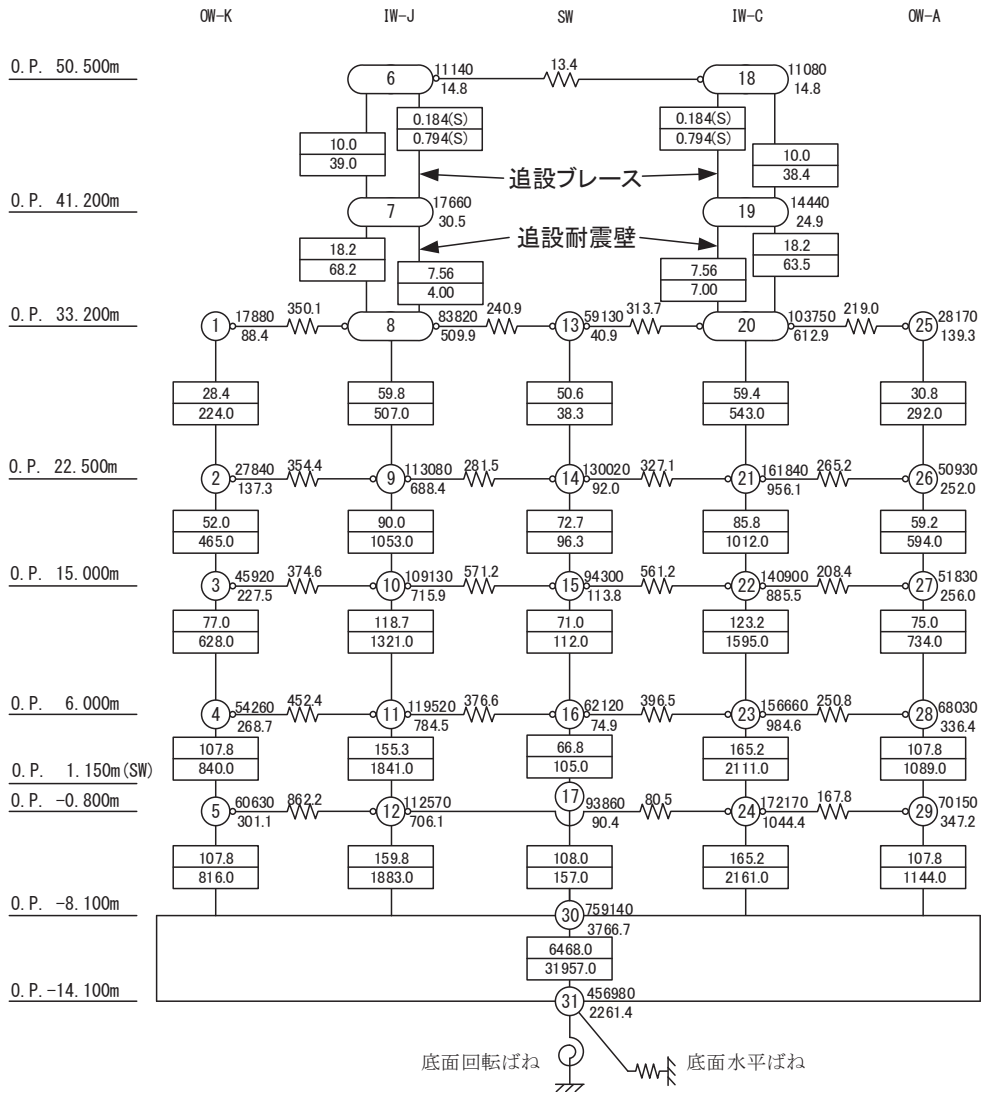 OW-K IW-J SW IW-C OW-A
O.P. 50.500m 6 11140 13.4 18 11080
14.8 14.8
0.184(S) 0.184(S)
10.0 0.794(S) 0.794(S) 10.0
39.0 38.4
追設ブレース
O.P. 41.200m 7 17660 19 14440
30.5 24.9
18.2 追設耐震壁 18.2
68.2 63.5
7.56 7.56
4.00 7.00
O.P. 33.200m 1 17880 350.1 8 83820 240.9 13 59130 313.7 20 103750 219.0 25 28170
88.4 509.9 40.9 612.9 139.3
28.4 59.8 50.6 59.4 30.8
224.0 507.0 38.3 543.0 292.0
O.P. 22.500m 2 27840 354.4 9 113080 281.5 14 130020 327.1 21 161840 265.2 26 50930
137.3 688.4 92.0 956.1 252.0
52.0 90.0 72.7 85.8 59.2
465.0 1053.0 96.3 1012.0 594.0
O.P. 15.000m 3 45920 374.6 10 109130 571.2 15 94300 561.2 22 140900 208.4 27 51830
227.5 715.9 113.8 885.5 256.0
77.0 118.7 71.0 123.2 75.0
628.0 1321.0 112.0 1595.0 734.0
O.P. 6.000m 4 54260 452.4 11 119520 376.6 16 62120 396.5 23 156660 250.8 28 68030
268.7 784.5 74.9 984.6 336.4
107.8 155.3 66.8 165.2 107.8
840.0 1841.0 105.0 2111.0 1089.0
O.P. 1.150m(SW)
O.P. -0.800m 5 60630 862.2 12 112570 17 93860 80.5 24 172170 167.8 29 70150
301.1 706.1 90.4 1044.4 347.2
107.8 159.8 108.0 165.2 107.8
816.0 1883.0 157.0 2161.0 1144.0
O.P. -8.100m 30 759140
3766.7
6468.0
31957.0
O.P.-14.100m 31 456980
2261.4
底面回転ばね 底面水平ばね